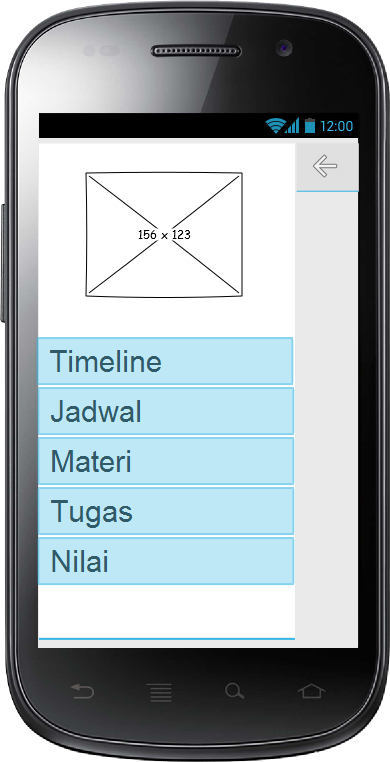 12:00
156 x 123
Timeline
Jadwal
Materi
Tugas
Nilai